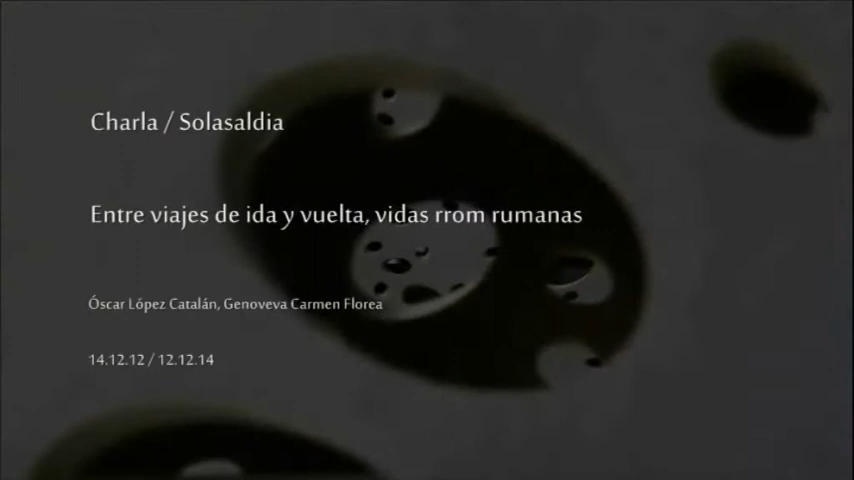 Charla / Solasaldia
Entre viajes de ida y vuelta, vidas rrom rumanas
Óscar López Catalán, Genoveva Carmen Florea
14.12.12 / 12.12.14